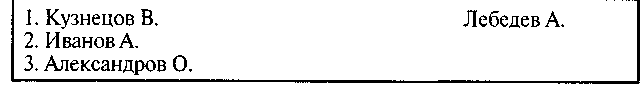 1. Кузнецов В. Лебедев А.
2. Иванов А.
3. Александров О.